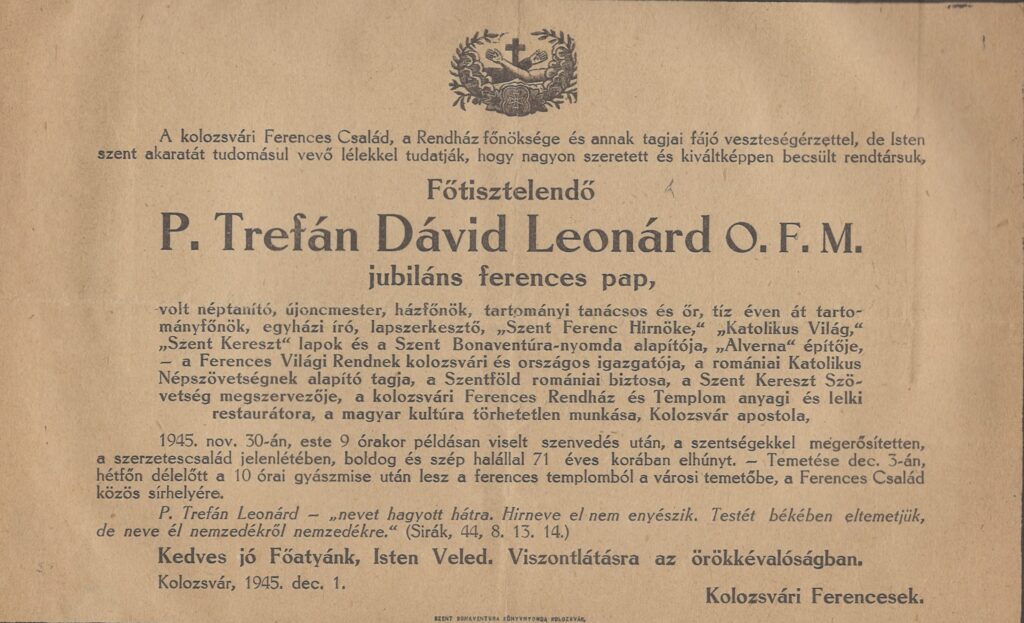 A kolozsvári Ferences Család, a Rendház főnöksége és annak tagjai fájó veszteségérzettel, de Isten
szent akaratát tudomásul vevő lélekkel tudatják, hogy nagyon szeretett és kiváltképpen becsült rendtársuk,
Főtisztelendő
P. Trefán Dávid Leonárd O. F. M.
jubiláns ferences pap,
volt néptanító, újoncmester, házfőnök, tartományi tanácsos és őr, tíz éven át tarto-
mányfőnök, egyházi író, lapszerkesztő, „Szent Ferenc Hirnöke,“ „Katolikus Világ,“
„Szent Kereszt“ lapok és a Szent Bonaventúra-nyomda alapítója, „Alverna“ építője,
— a Ferences Világi Rendnek kolozsvári és országos igazgatója, a romániai Katolikus
Népszövetségnek alapító tagja, a Szentföld romániai biztosa, a Szent Kereszt Szö-
vetség megszervezője, a kolozsvári Ferences Rendház és Templom anyagi és lelki
restaurátora, a magyar kultúra törhetetlen munkása, Kolozsvár apostola,
1945. nov. 30-án, este 9 órakor példásan viselt szenvedés után, a szentségekkel megerősítetten,
a szerzetescsalád jelenlétében, boldog és szép halállal 71 éves korában elhúnyt. — Temetése dec. 3-án,
hétfőn délelőtt a 10 órai gyászmise után lesz a ferences templomból a városi temetőbe, a Ferences Család
közös sírhelyére.
P. Trefán Leonárd — „nevet hagyott hátra. Hirneve el nem enyészik. Testét békében eltemetjük,
de neve él nemzedékről nemzedékre.“ (Sirák, 44, 8. 13. 14.)
Kedves jó Főatyánk, Isten Veled. Viszontlátásra az örökkévalóságban.
Kolozsvár, 1945. dec. 1.
Kolozsvári Ferencesek.
SZENT BONAVENTURA KÖNYVNYOMDA KOLOZSVÁR.